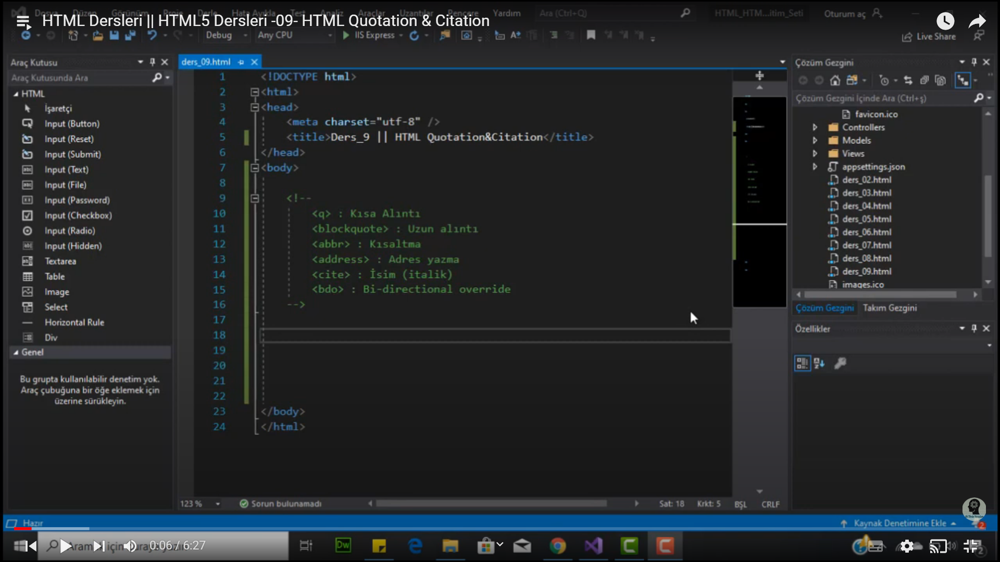 Dosya Düzen Görünüm Proje Derle Hata Ayıkla Test Analiz Araçlar Uzantılar Pencere Yardım Ara (Ctrl+Q) HTML_HTM...itim_Seti Oturum aç
HTML Dersleri || HTML5 Dersleri -09- HTML Quotation & Citation
Debug Any CPU IIS Express Live Share
Araç Kutusu
Araç Kutusunda Ara
HTML
İşaretçi
Input (Button)
Input (Reset)
Input (Submit)
Input (Text)
Input (File)
Input (Password)
Input (Checkbox)
Input (Radio)
Input (Hidden)
Textarea
Table
Image
Select
Horizontal Rule
Div
Genel
Bu grupta kullanılabilir denetim yok.
Araç çubuğuna bir öğe eklemek için
üzerine sürükleyin.
ders_09.html
1 <!DOCTYPE html>
2 <html>
3 <head>
4 <meta charset="utf-8" />
5 <title>Ders_9 || HTML Quotation&Citation</title>
6 </head>
7 <body>
8
9 <!--
10 <q> : Kısa Alıntı
11 <blockquote> : Uzun alıntı
12 <abbr> : Kısaltma
13 <address> : Adres yazma
14 <cite> : İsim (italik)
15 <bdo> : Bi-directional override
16 -->
17
18
19
20
21
22
23 </body>
24 </html>
123 % Sorun bulunamadı Sat: 18 Krkt: 5 BŞL CRLF
Çözüm Gezgini
Çözüm Gezgini İçinde Ara (Ctrl+ş)
favicon.ico
Controllers
Models
Views
appsettings.json
ders_02.html
ders_03.html
ders_04.html
ders_05.html
ders_06.html
ders_07.html
ders_08.html
ders_09.html
images.ico
Çözüm Gezgini Takım Gezgini
Özellikler
Hazır Kaynak Denetimine Ekle 2
0:06 / 6:27
Dw
2